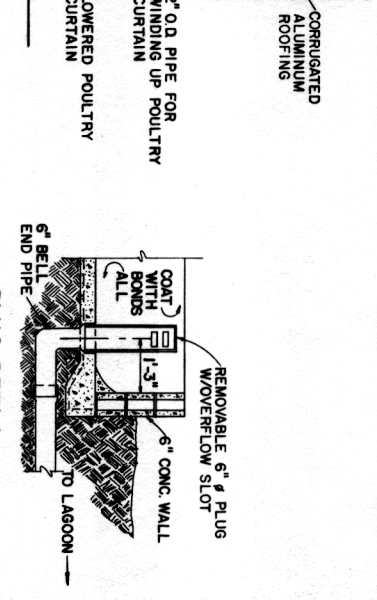 CORRUGATED
ALUMINUM
ROOFING
" O.D. PIPE FOR
WINDING UP POULTRY
CURTAIN
LOWERED POULTRY
CURTAIN
REMOVABLE 6" ø PLUG
W/OVERFLOW SLOT
COAT
WITH
BONDS
ALL
1'-3"
6" CONC. WALL
6" BELL
END PIPE
TO LAGOON